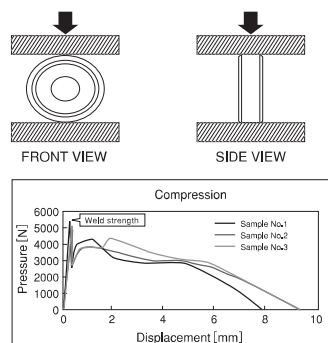 FRONT VIEW
SIDE VIEW
Compression
Pressure [N]
6000
5000
4000
3000
2000
1000
0
Weld strength
Sample No.1
Sample No.2
Sample No.3
0
2
4
6
8
10
Displacement [mm]